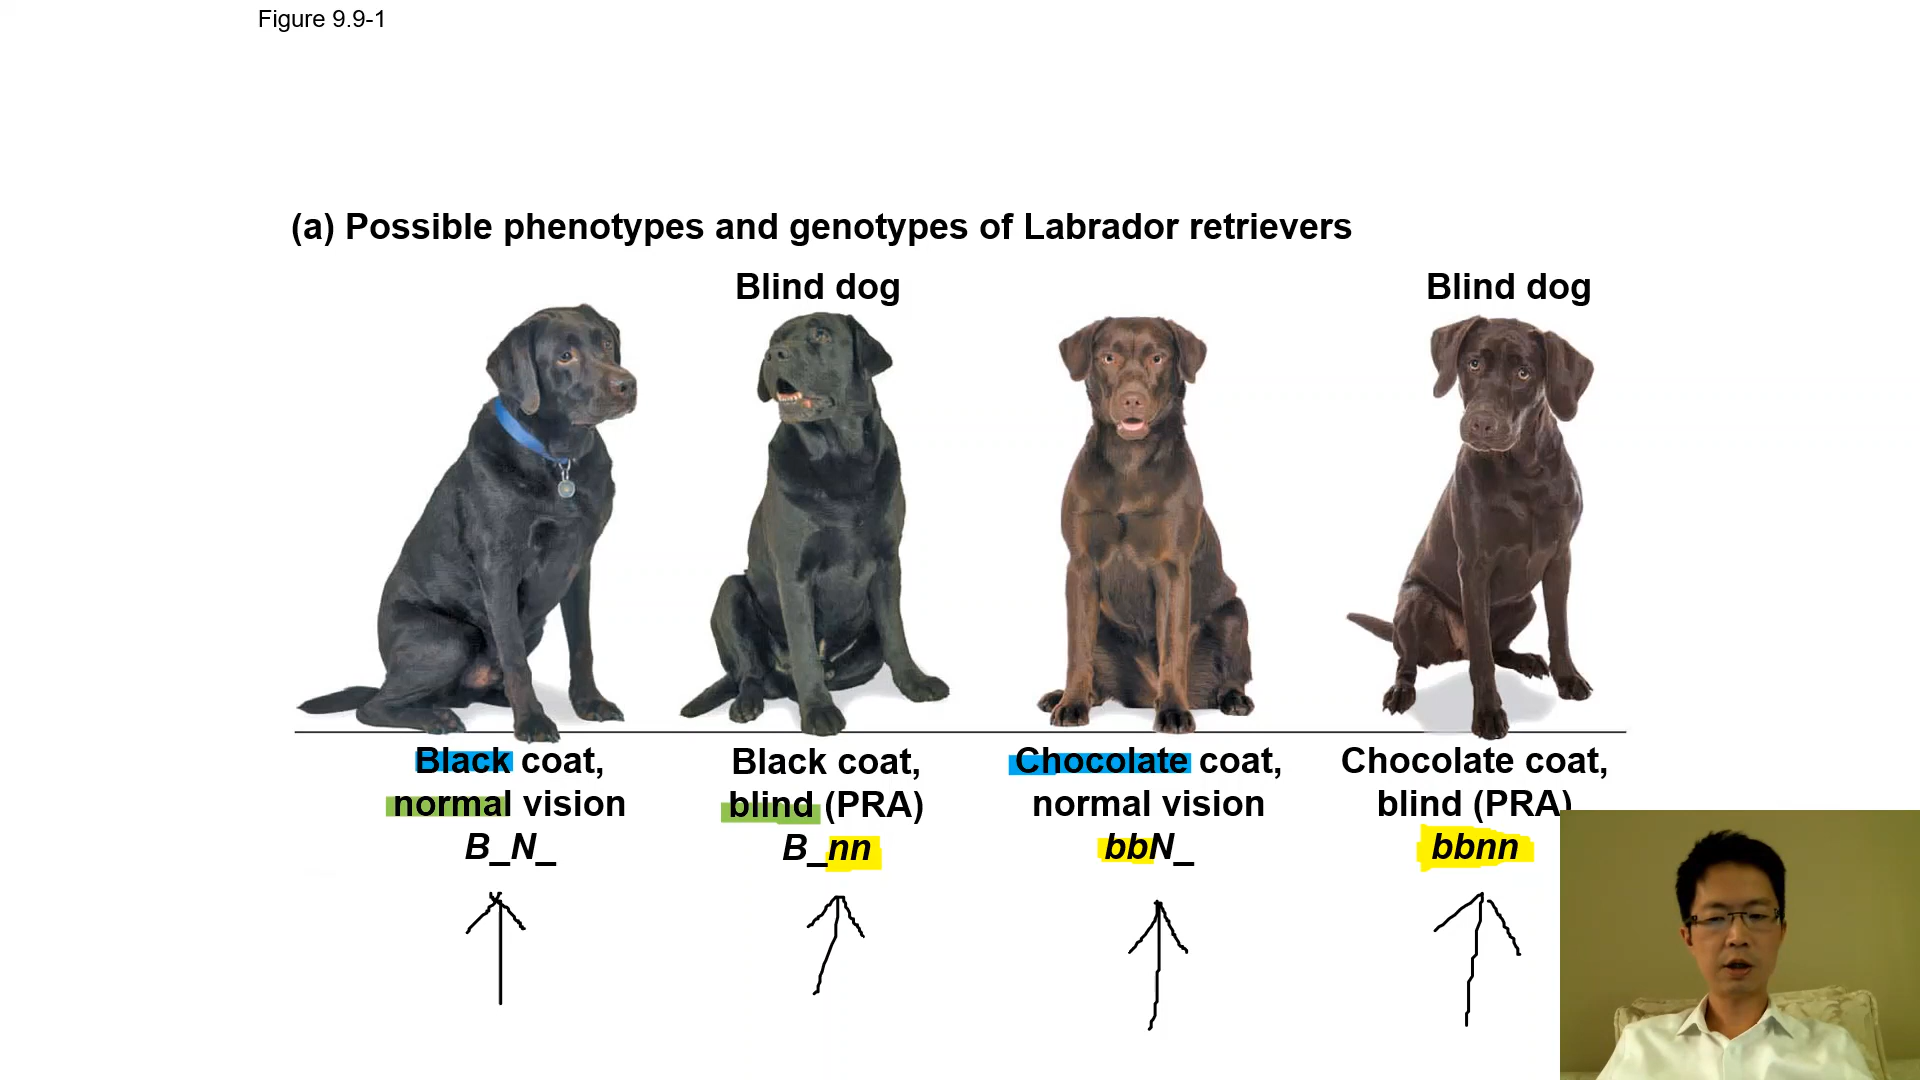 Figure 9.9-1
(a) Possible phenotypes and genotypes of Labrador retrievers
Blind dog
Blind dog
Black coat,
normal vision
B_N_
Black coat,
blind (PRA)
B_nn
Chocolate coat,
normal vision
bbN_
Chocolate coat,
blind (PRA)
bbnn